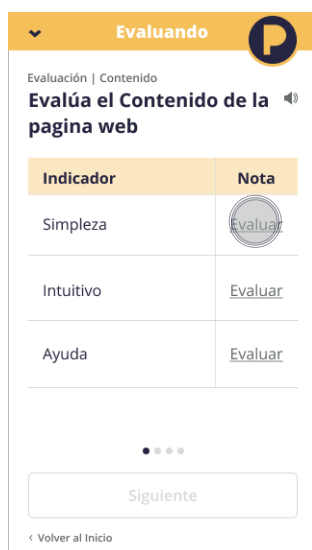 Evaluando
P
Evaluación | Contenido
Evalúa el Contenido de la
pagina web
Indicador Nota
Simpleza Evaluar
Intuitivo Evaluar
Ayuda Evaluar
Siguiente
‹ Volver al Inicio